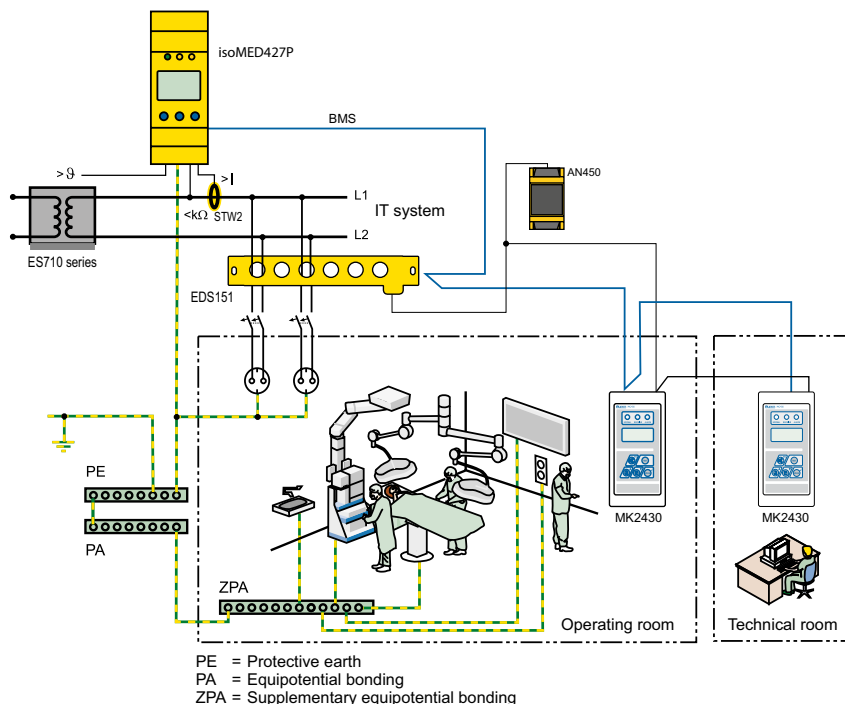 isoMED427P
BMS
>ϑ
>I
AN450
L1
IT system
<kΩ
STW2
L2
ES710 series
EDS151
PE
PA
MK2430
MK2430
ZPA
Operating room
Technical room
PE = Protective earth
PA = Equipotential bonding
ZPA = Supplementary equipotential bonding